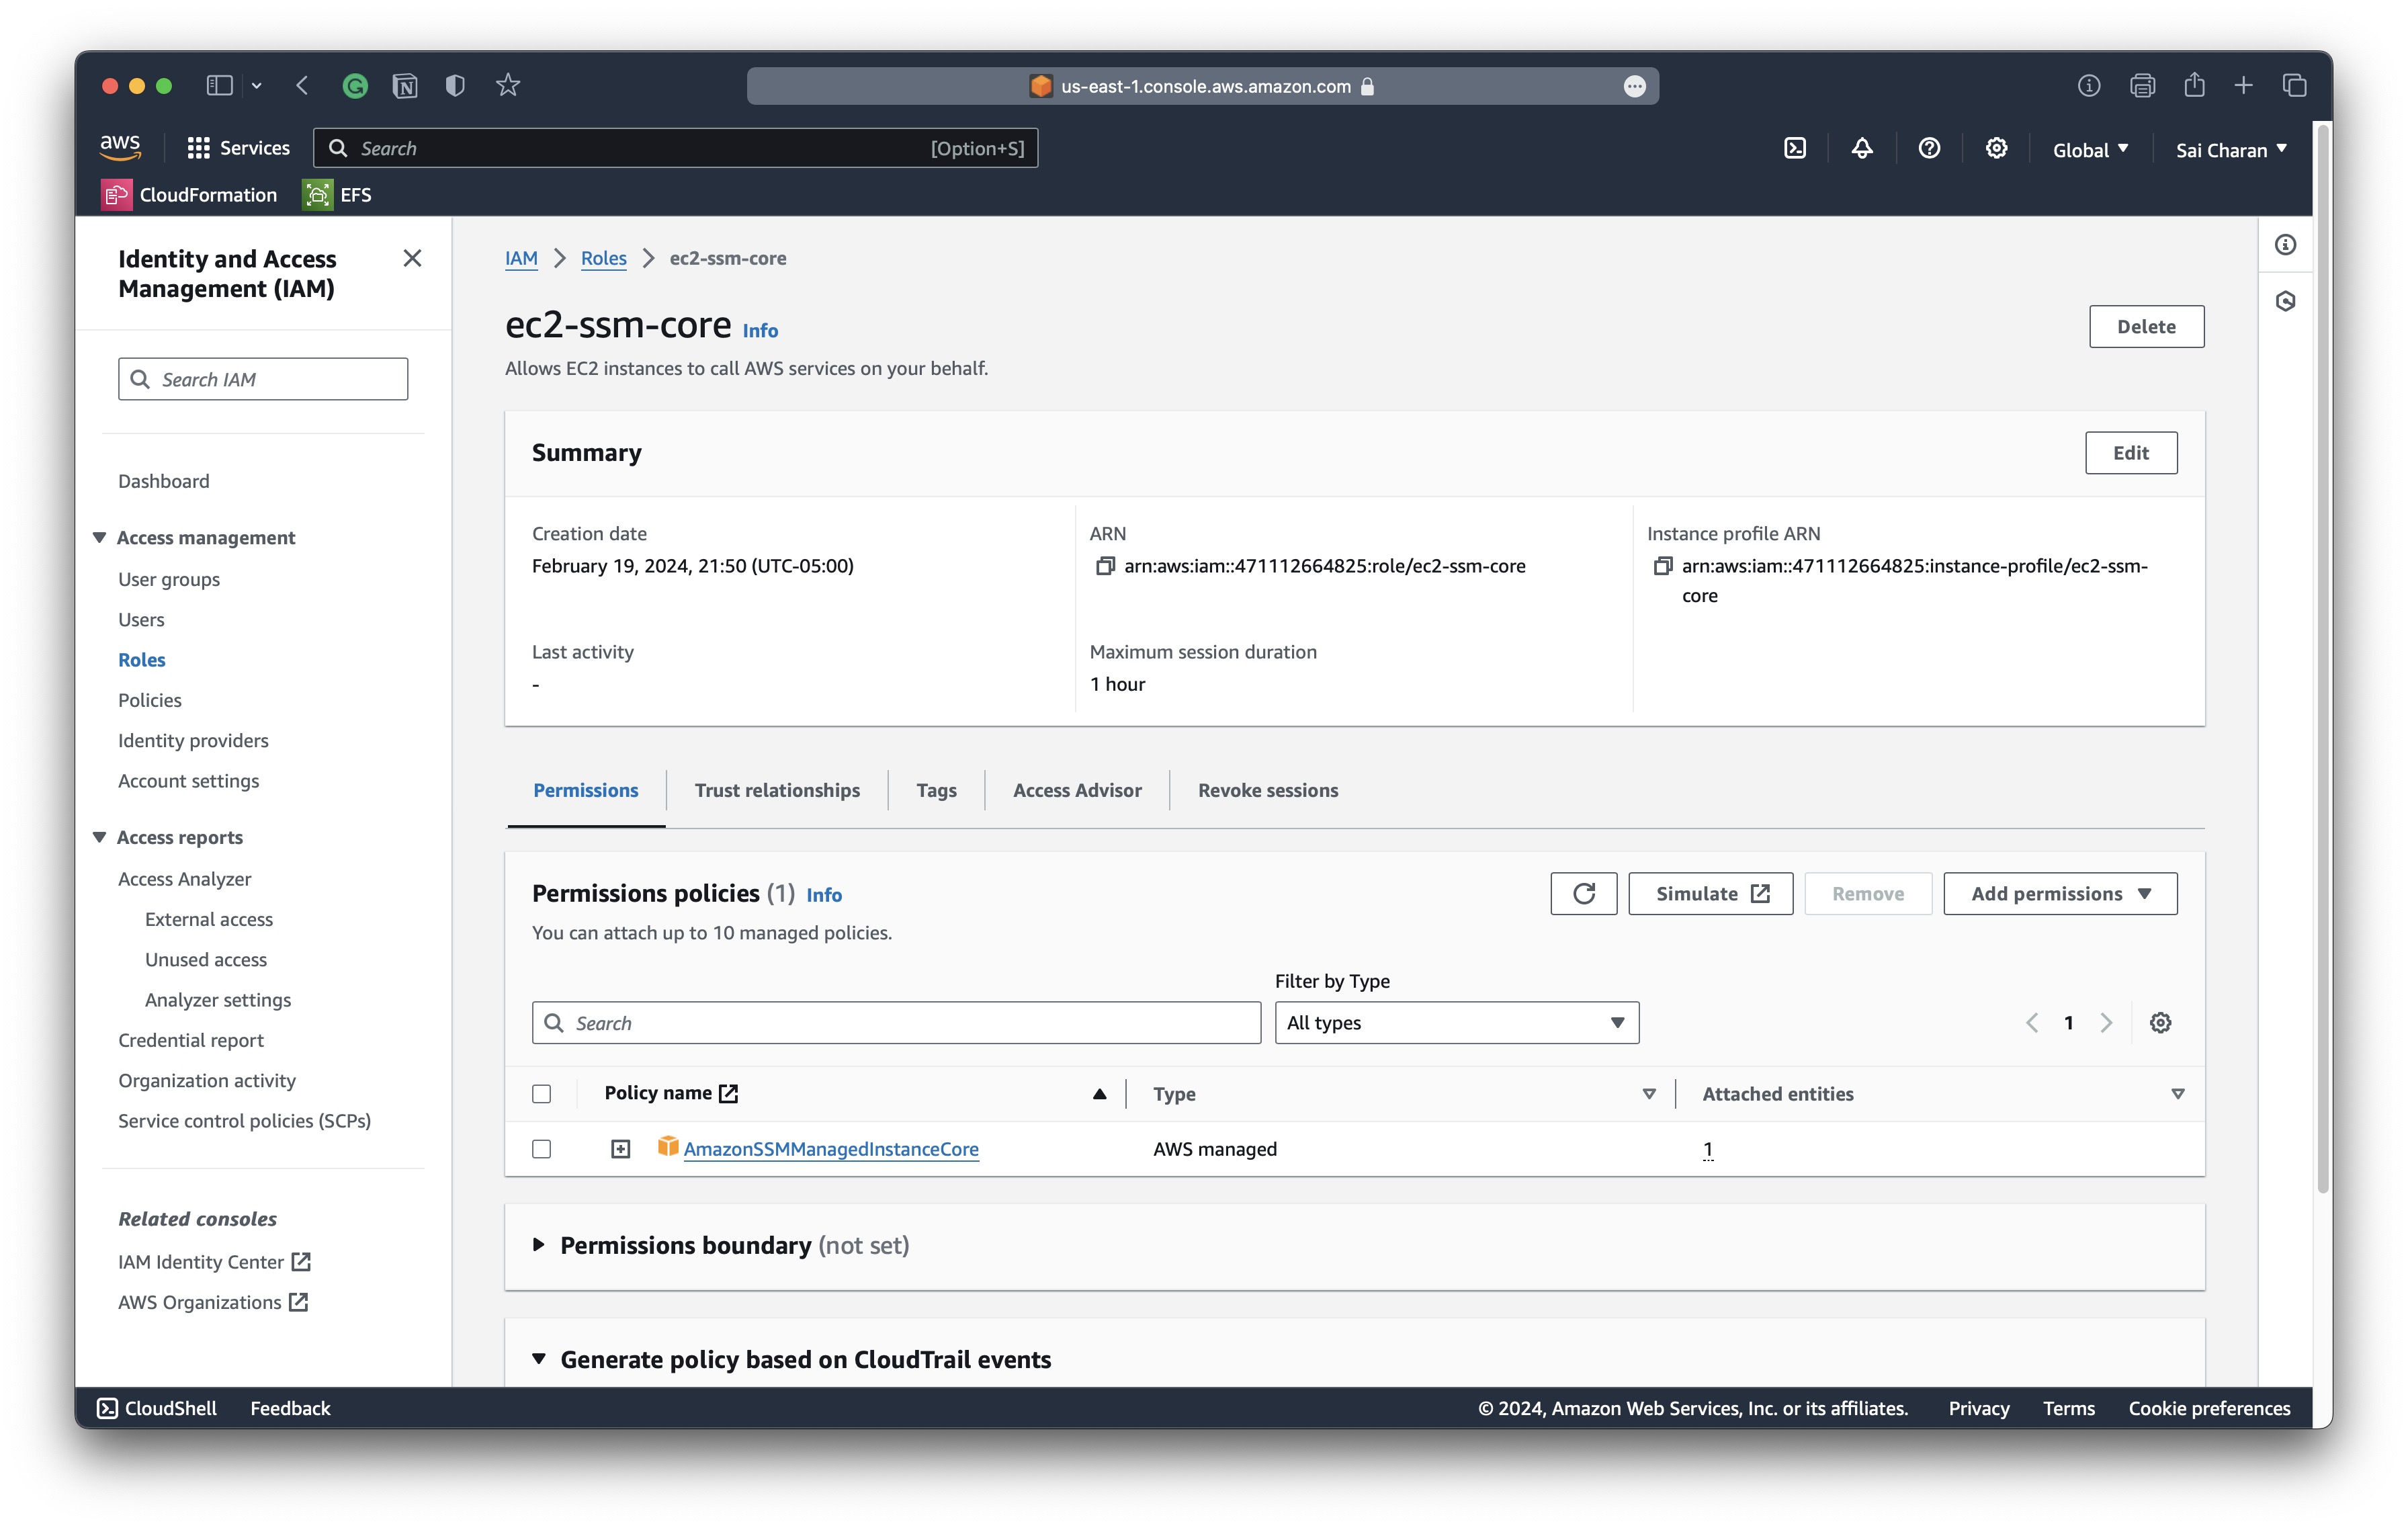 us-east-1.console.aws.amazon.com
aws
Services
Search
[Option+S]
Global
Sai Charan
CloudFormation
EFS
Identity and Access
Management (IAM)
Search IAM
Dashboard
Access management
User groups
Users
Roles
Policies
Identity providers
Account settings
Access reports
Access Analyzer
External access
Unused access
Analyzer settings
Credential report
Organization activity
Service control policies (SCPs)
Related consoles
IAM Identity Center
AWS Organizations
IAM > Roles > ec2-ssm-core
ec2-ssm-core Info
Delete
Allows EC2 instances to call AWS services on your behalf.
Summary
Edit
Creation date
February 19, 2024, 21:50 (UTC-05:00)
ARN
arn:aws:iam::471112664825:role/ec2-ssm-core
Instance profile ARN
arn:aws:iam::471112664825:instance-profile/ec2-ssm-
core
Last activity
-
Maximum session duration
1 hour
Permissions
Trust relationships
Tags
Access Advisor
Revoke sessions
Permissions policies (1) Info
Simulate
Remove
Add permissions
You can attach up to 10 managed policies.
Filter by Type
Search
All types
1
Policy name
Type
Attached entities
AmazonSSMManagedInstanceCore
AWS managed
1
Permissions boundary (not set)
Generate policy based on CloudTrail events
CloudShell
Feedback
© 2024, Amazon Web Services, Inc. or its affiliates.
Privacy
Terms
Cookie preferences